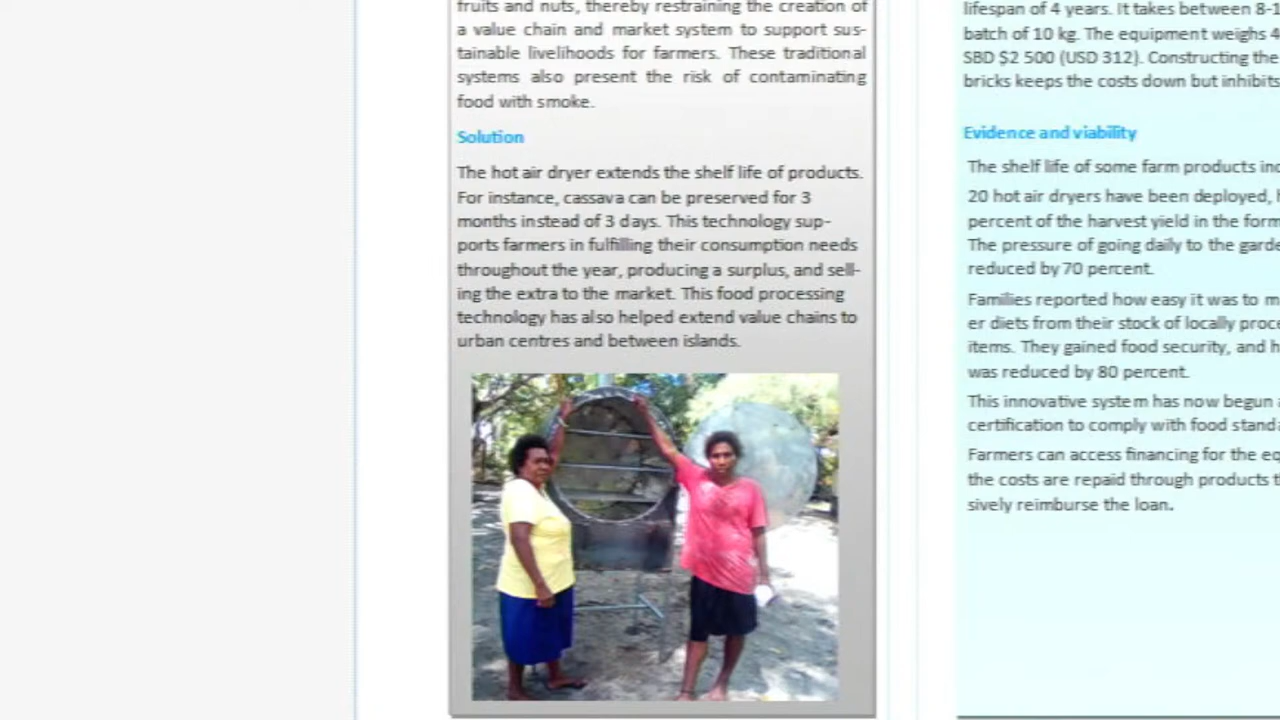 fruits and nuts, thereby restraining the creation of
a value chain and market system to support sus-
tainable livelihoods for farmers. These traditional
systems also present the risk of contaminating
food with smoke.
Solution
The hot air dryer extends the shelf life of products.
For instance, cassava can be preserved for 3
months instead of 3 days. This technology sup-
ports farmers in fulfilling their consumption needs
throughout the year, producing a surplus, and sell-
ing the extra to the market. This food processing
technology has also helped extend value chains to
urban centres and between islands.
lifespan of 4 years. It takes between 8-1
batch of 10 kg. The equipment weighs 4
SBD $2 500 (USD 312). Constructing the
bricks keeps the costs down but inhibits
Evidence and viability
The shelf life of some farm products inc
20 hot air dryers have been deployed, h
percent of the harvest yield in the form
The pressure of going daily to the garde
reduced by 70 percent.
Families reported how easy it was to m
er diets from their stock of locally proce
items. They gained food security, and h
was reduced by 80 percent.
This innovative system has now begun a
certification to comply with food standa
Farmers can access financing for the eq
the costs are repaid through products t
sively reimburse the loan.